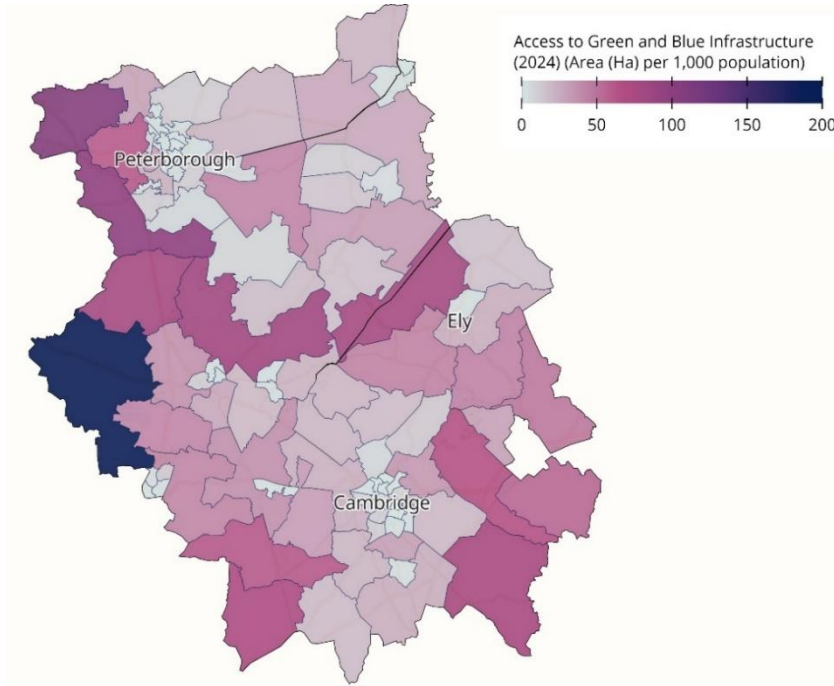 Access to Green and Blue Infrastructure
(2024) (Area (Ha) per 1,000 population)
0 50 100 150 200
Peterborough
Ely
Cambridge